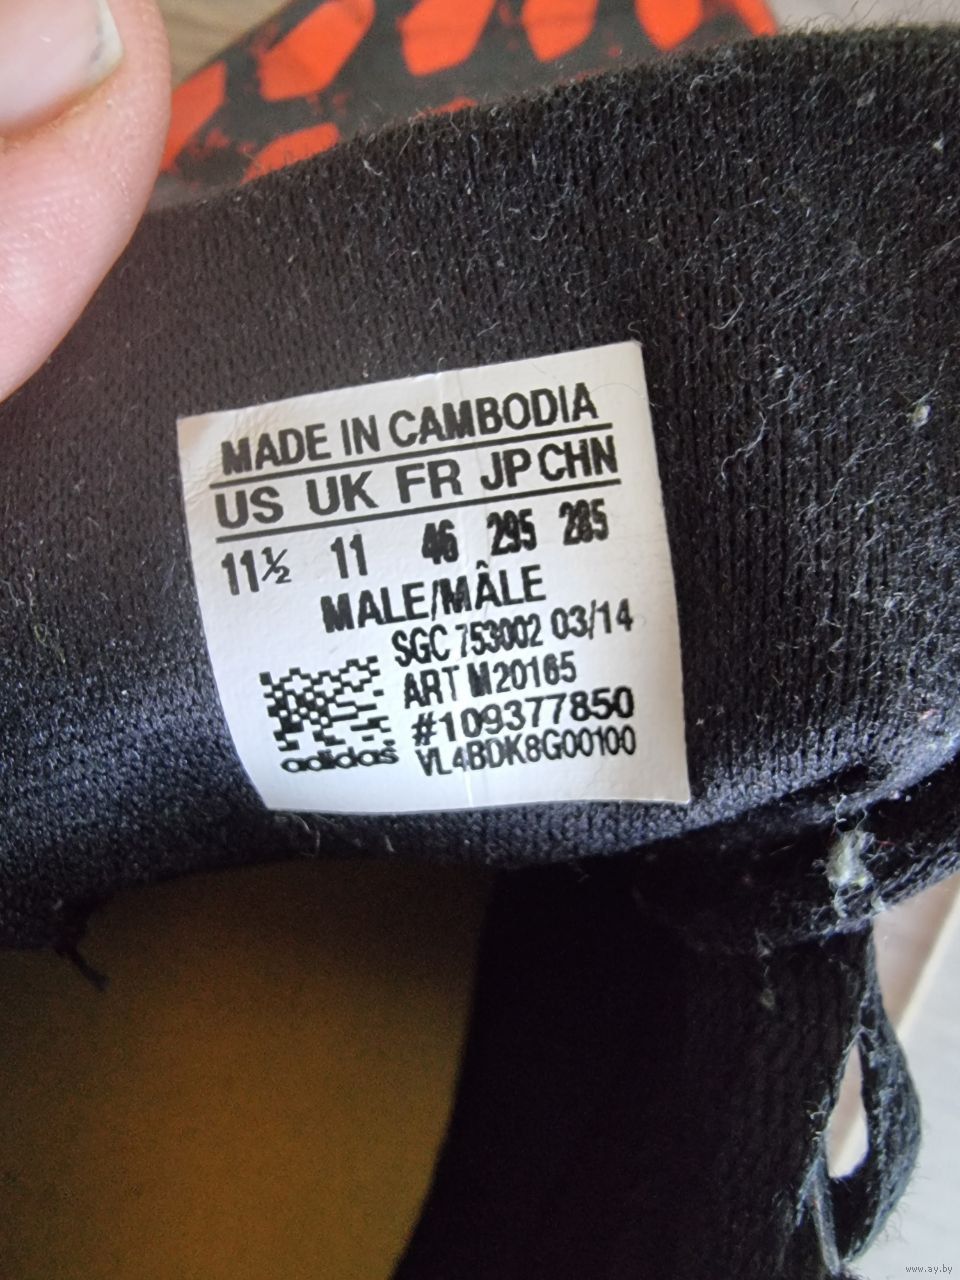 MADE IN CAMBODIA
US UK FR JP CHN
11½ 11 46 295 285
MALE/MÂLE
SGC 753002 03/14
ART M20165
#109377850
VL4BDK8G00100
adidas
www.ay.by